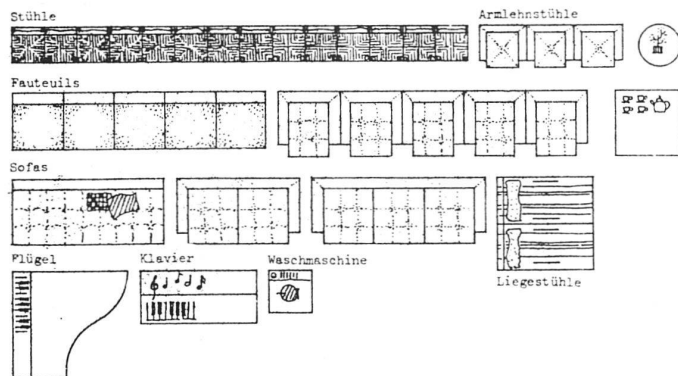 Stühle
Armlehnstühle
Fauteuils
Sofas
Flügel
Klavier
Waschmaschine
Liegestühle